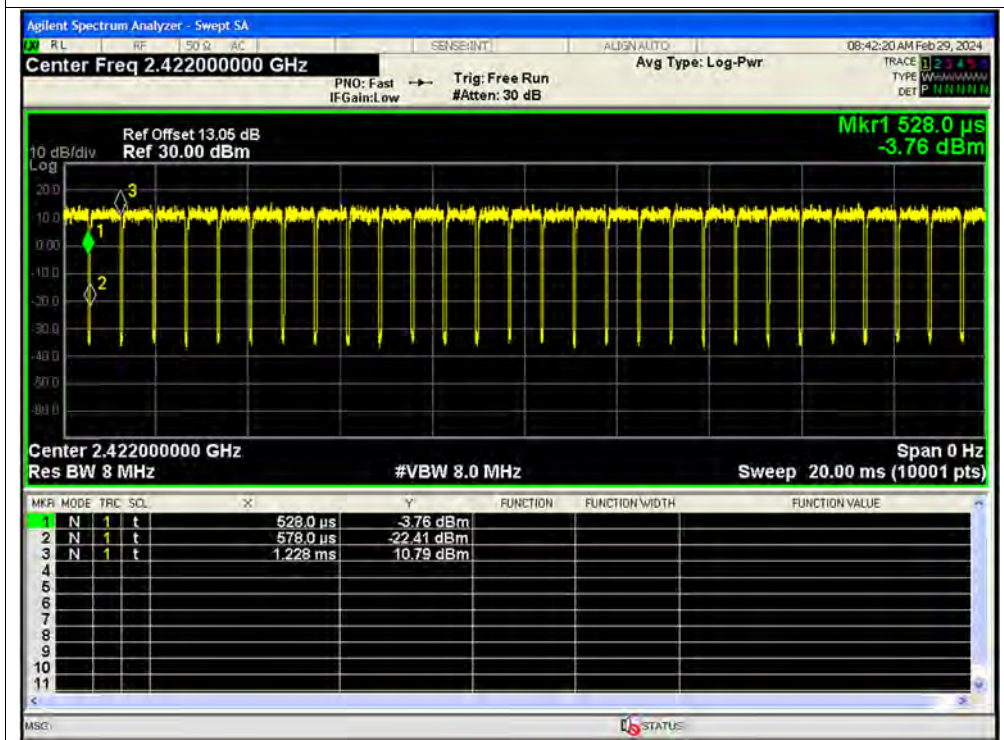 Agilent Spectrum Analyzer - Swept SA
RL RF 50 Ω AC SENSE:INT ALIGN AUTO 08:42:20 AM Feb 29, 2024
Center Freq 2.422000000 GHz
PNO: Fast
IFGain:Low
Trig: Free Run
#Atten: 30 dB
Avg Type: Log-Pwr
TRACE 1 2 3 4 5 6
TYPE
DET P N N N N N
Mkr1 528.0 µs
-3.76 dBm
Ref Offset 13.05 dB
10 dB/div Ref 30.00 dBm
Log
20.0
10.0
0.00
-10.0
-20.0
-30.0
-40.0
-50.0
-60.0
3
1
2
Center 2.422000000 GHz Span 0 Hz
Res BW 8 MHz #VBW 8.0 MHz Sweep 20.00 ms (10001 pts)
MKR MODE TRC SCL X Y FUNCTION FUNCTION WIDTH FUNCTION VALUE
1 N 1 t 528.0 µs -3.76 dBm
2 N 1 t 578.0 µs -22.41 dBm
3 N 1 t 1.228 ms 10.79 dBm
4
5
6
7
8
9
10
11
MSG STATUS